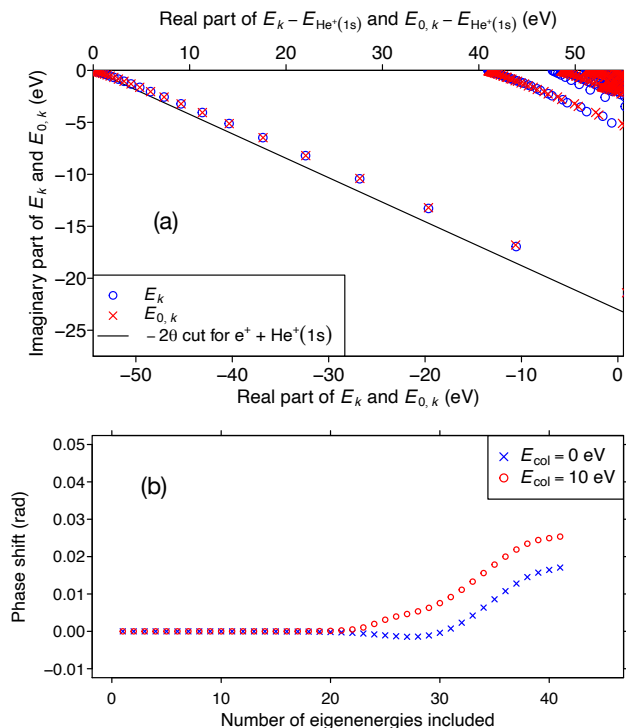 Real part of E_k − E_He⁺(1s) and E_0,k − E_He⁺(1s) (eV)
0 10 20 30 40 50
Imaginary part of E_k and E_0,k (eV)
0
−5
−10
−15
−20
−25
(a)
E_k
E_0,k
−2θ cut for e⁺ + He⁺(1s)
−50 −40 −30 −20 −10 0
Real part of E_k and E_0,k (eV)
Phase shift (rad)
0.05
0.04
0.03
0.02
0.01
0.00
−0.01
(b)
E_col = 0 eV
E_col = 10 eV
0 10 20 30 40
Number of eigenenergies included